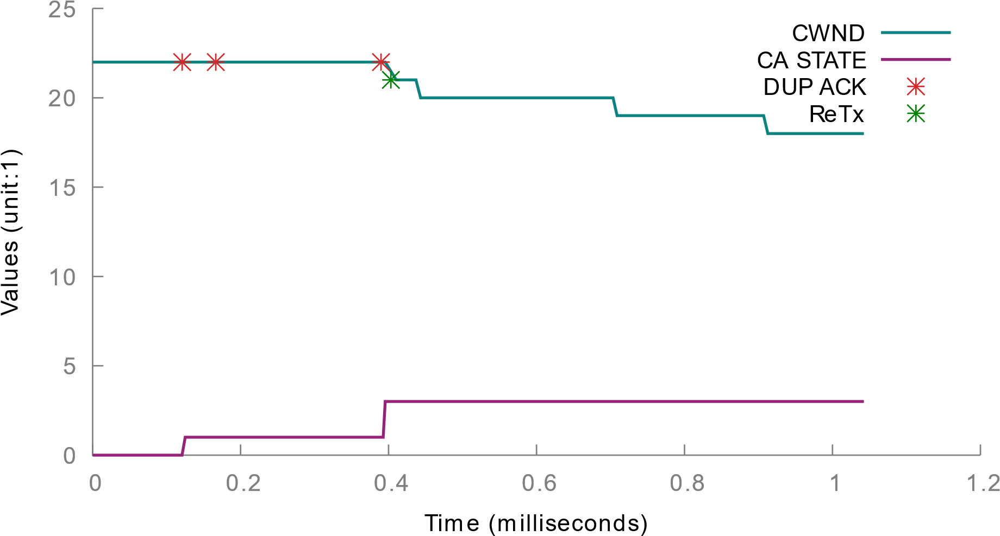 25
20
15
10
5
0
0 0.2 0.4 0.6 0.8 1 1.2
Values (unit:1)
Time (milliseconds)
CWND
CA STATE
DUP ACK
ReTx